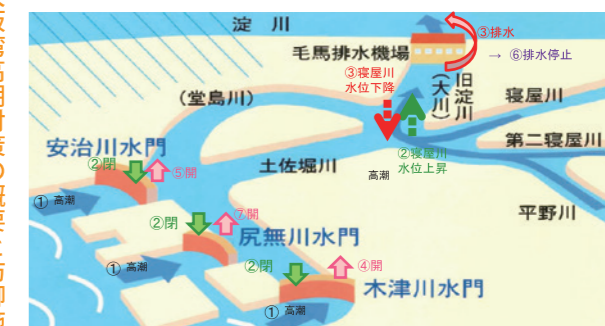 淀川
毛馬排水機場
③排水
→ ⑥排水停止
③寝屋川
水位下降
旧淀川
(大川)
(堂島川)
寝屋川
第二寝屋川
安治川水門
②閉
⑤開
土佐堀川
高潮
②寝屋川
水位上昇
平野川
① 高潮
②閉
⑦開
尻無川水門
① 高潮
②閉
④開
木津川水門
① 高潮